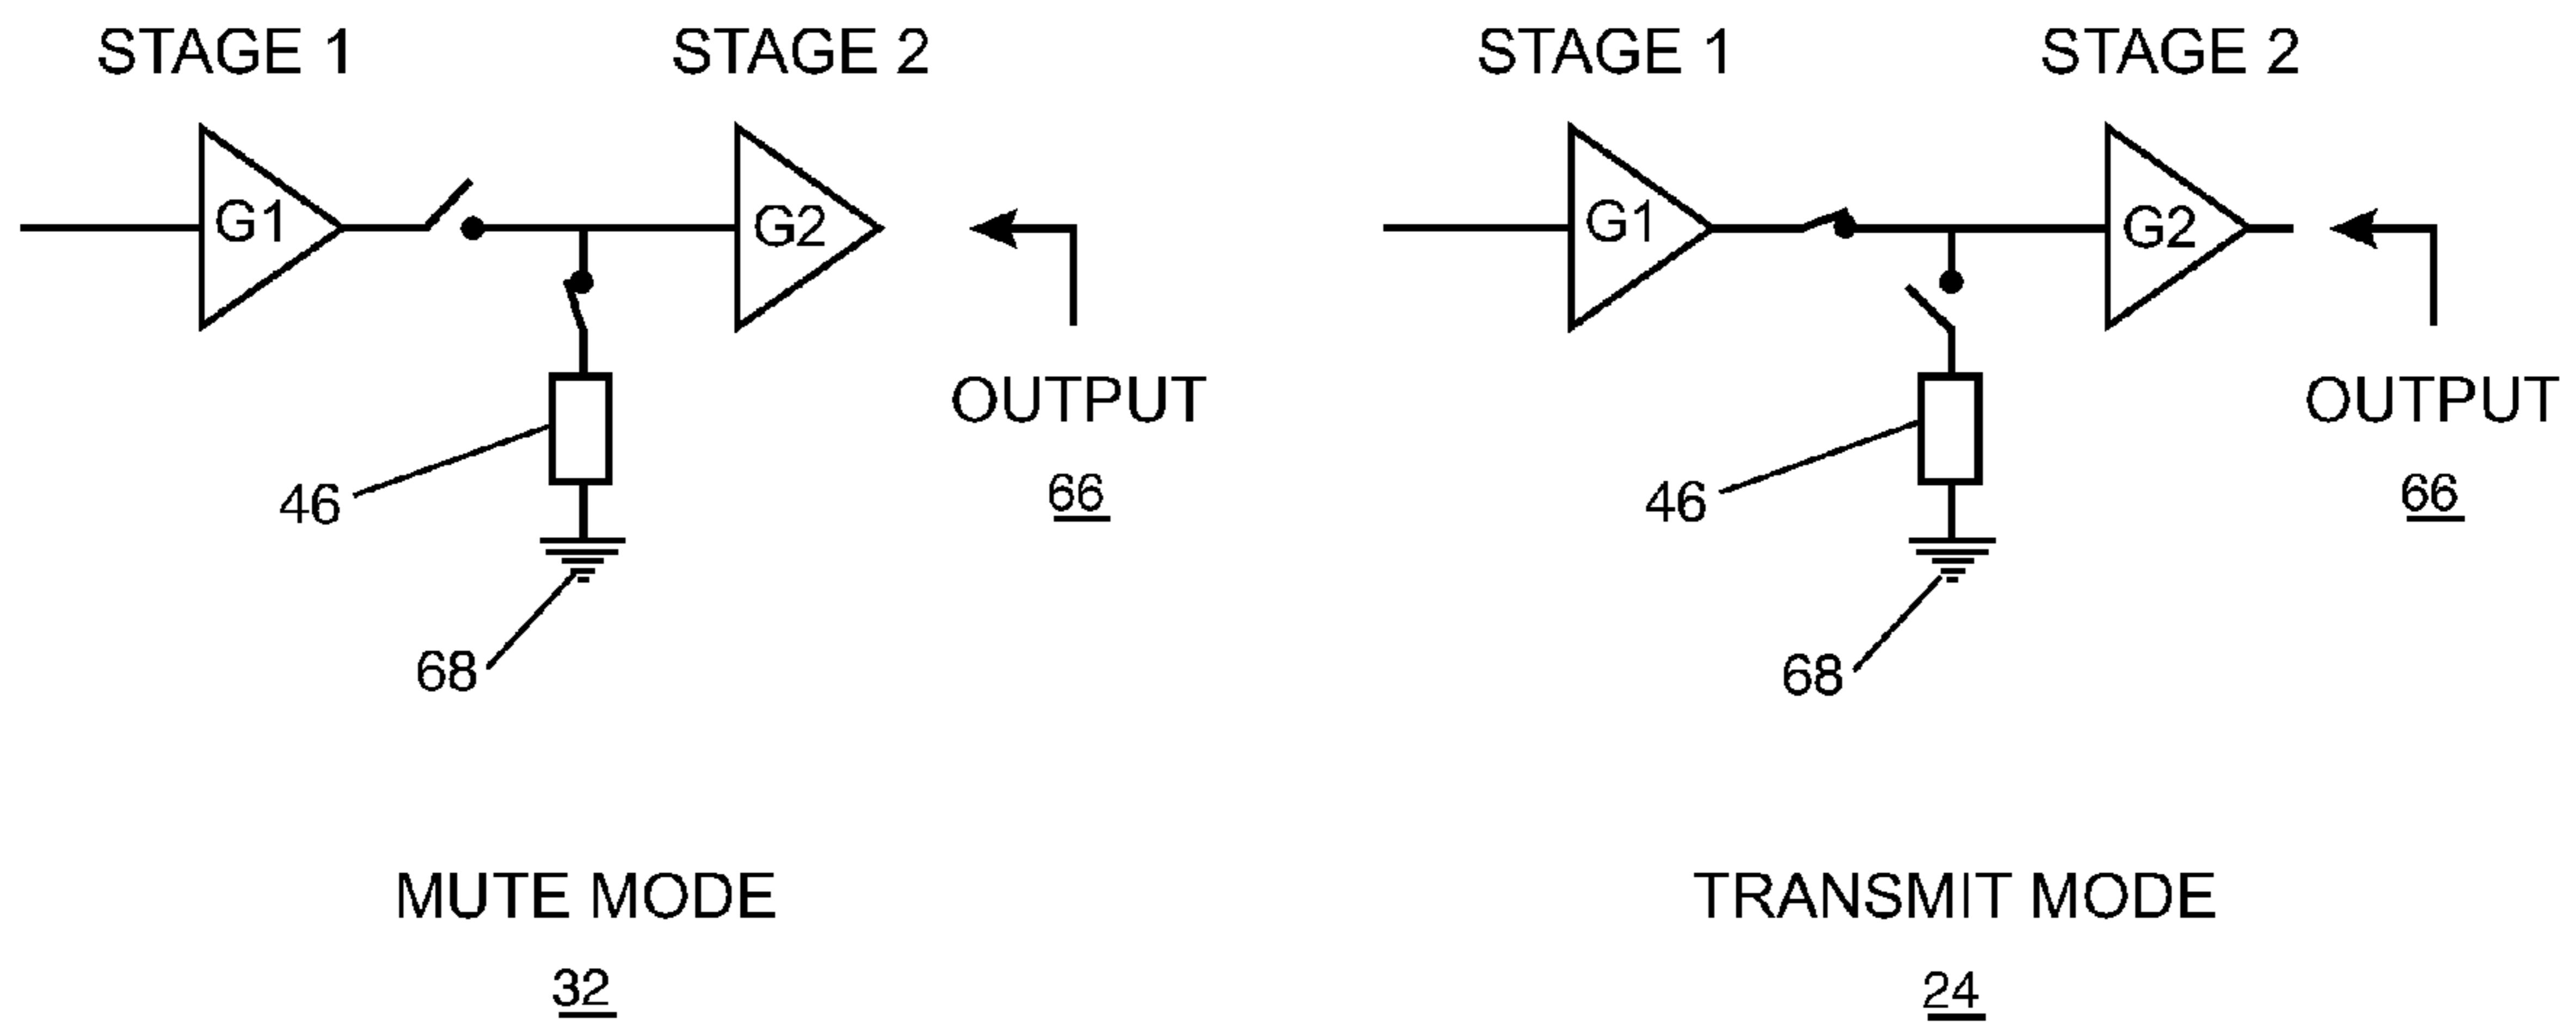 STAGE 1
STAGE 2
G1
G2
OUTPUT
66
46
68
MUTE MODE
32
STAGE 1
STAGE 2
G1
G2
OUTPUT
66
46
68
TRANSMIT MODE
24